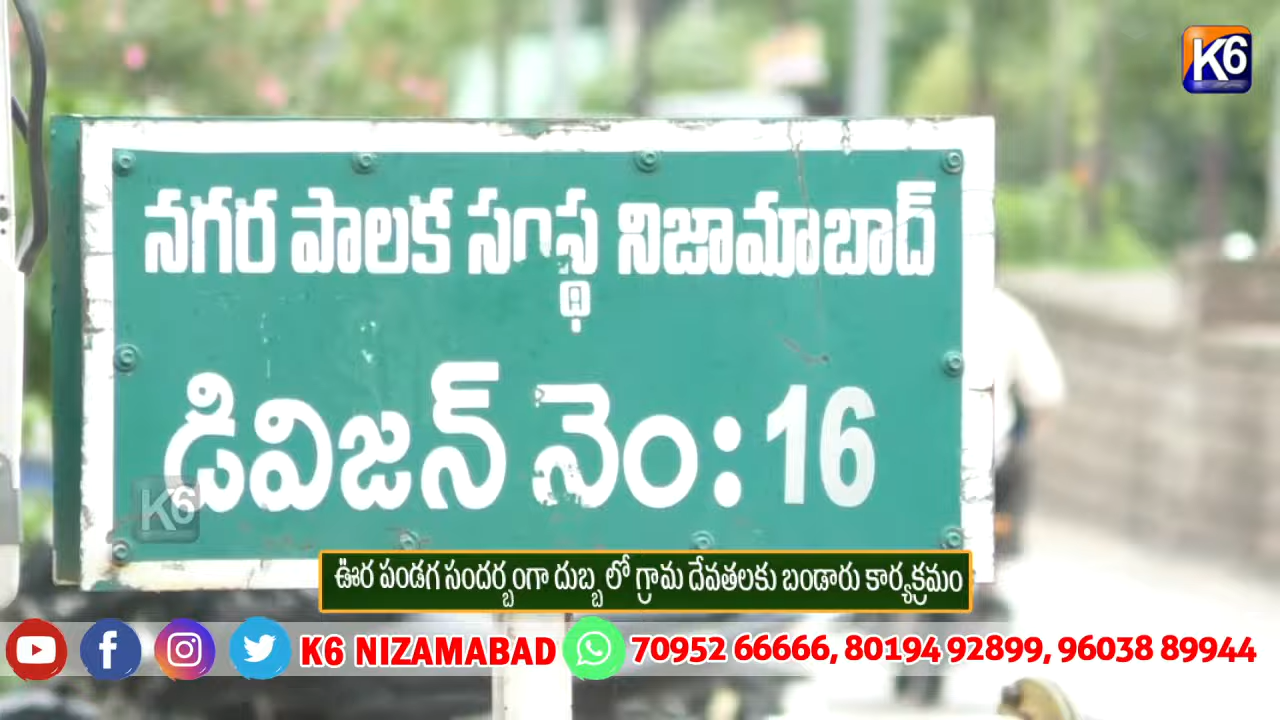 K6
నగర పాలక సంస్థ నిజామాబాద్
డివిజన్ నెం: 16
K6
ఊర పండగ సందర్బంగా దుబ్బ లో గ్రామ దేవతలకు బండారు కార్యక్రమం
K6 NIZAMABAD 70952 66666, 80194 92899, 96038 89944